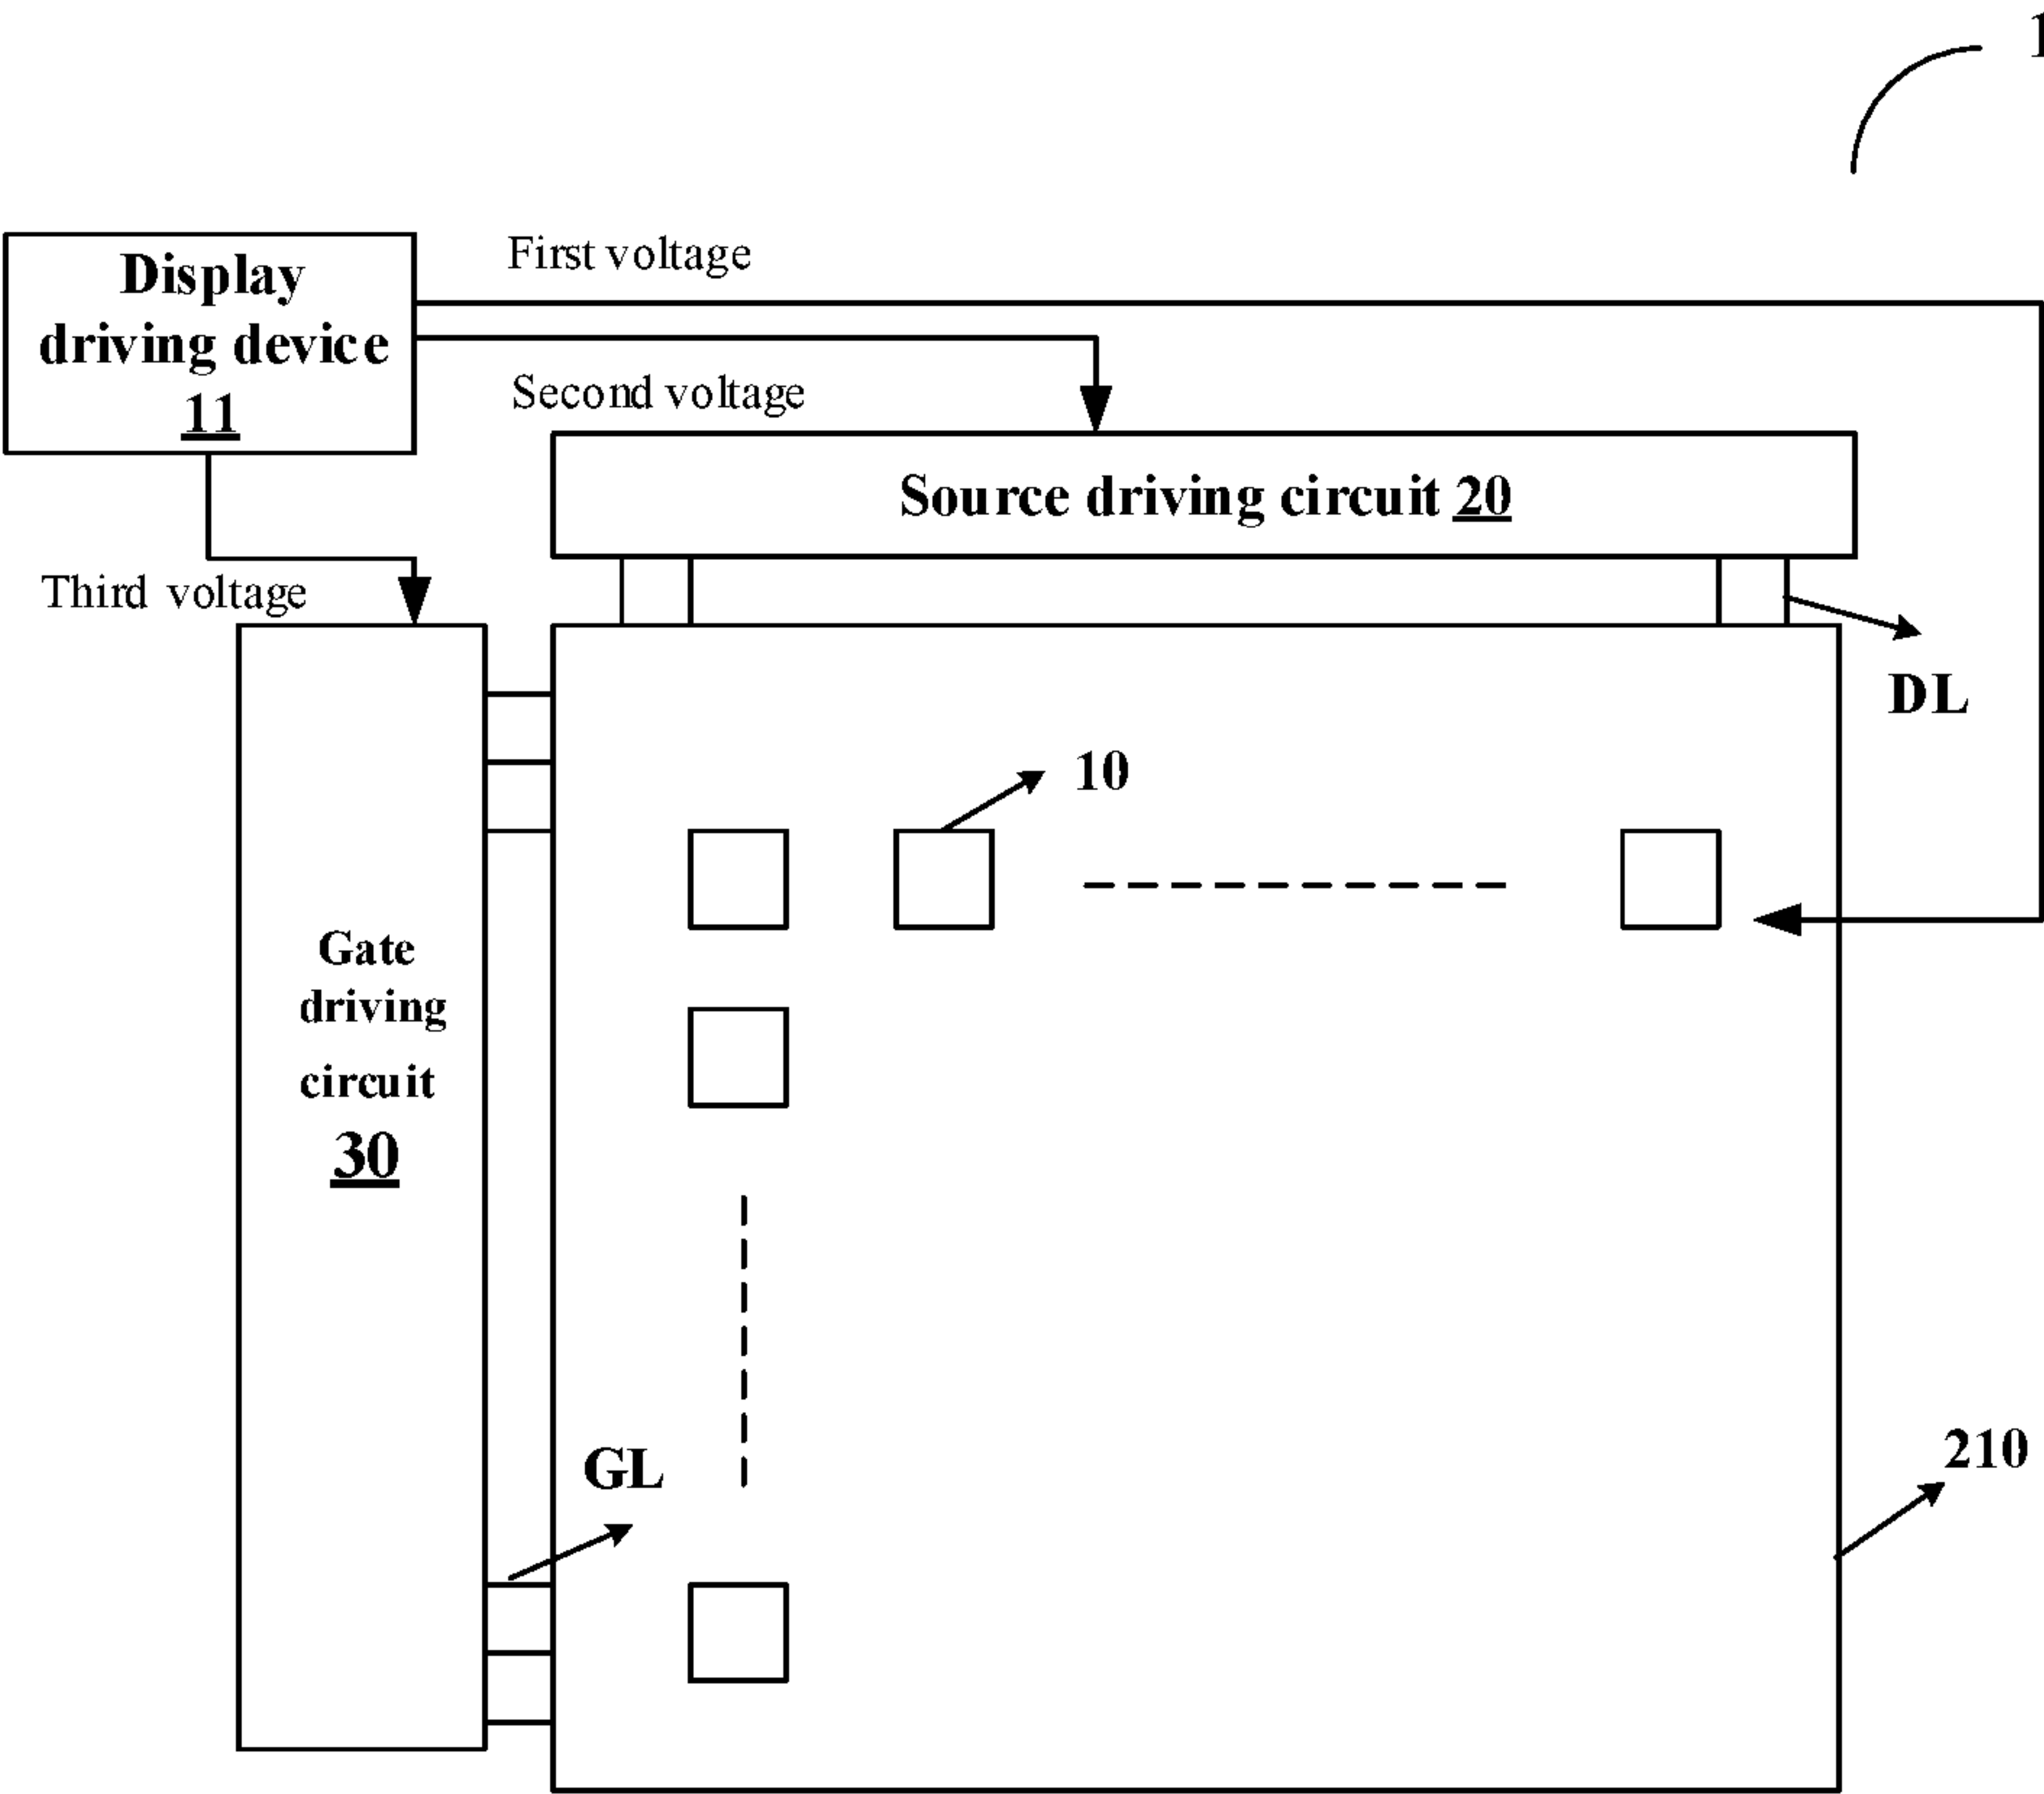 1
First voltage
Display
driving device
11
Second voltage
Source driving circuit 20
Third voltage
DL
10
Gate
driving
circuit
30
GL
210